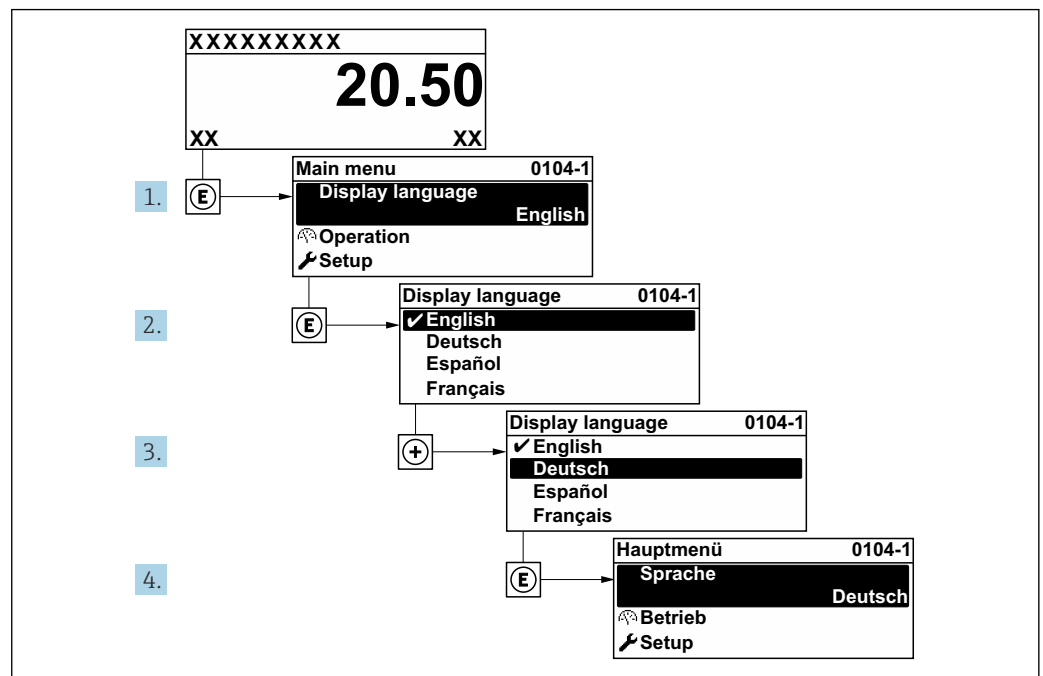 XXXXXXXXX
20.50
XX XX
Main menu 0104-1
1. E Display language
English
Operation
Setup
Display language 0104-1
2. E ✔English
Deutsch
Español
Français
Display language 0104-1
3. + ✔English
Deutsch
Español
Français
Hauptmenü 0104-1
4. E Sprache
Deutsch
Betrieb
Setup